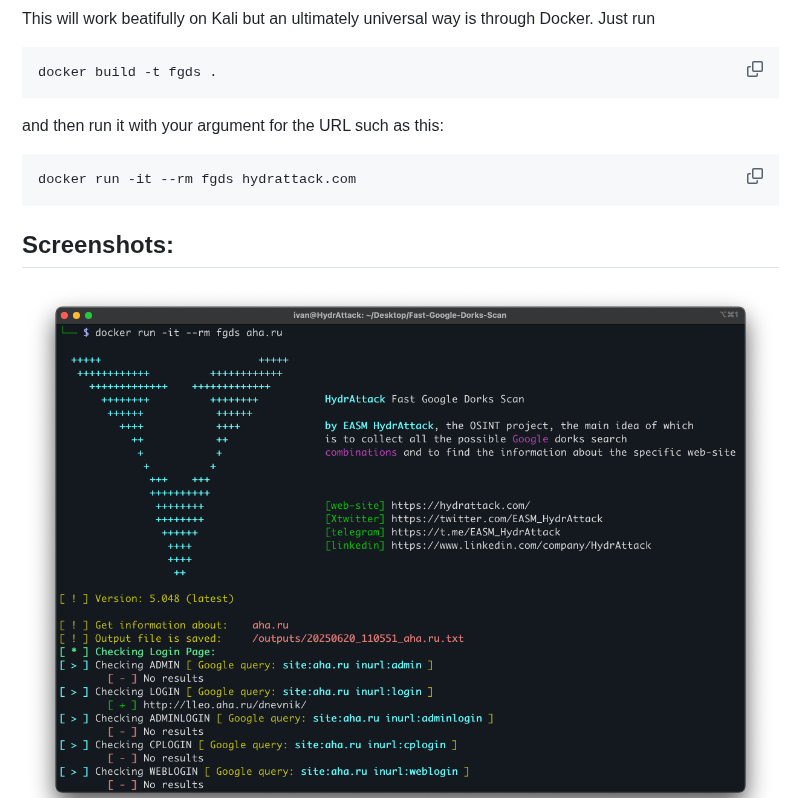 This will work beatifully on Kali but an ultimately universal way is through Docker. Just run
docker build -t fgds .
and then run it with your argument for the URL such as this:
docker run -it --rm fgds hydrattack.com
Screenshots:
ivan@HydrAttack: ~/Desktop/Fast-Google-Dorks-Scan
⌥⌘1
$ docker run -it --rm fgds aha.ru
+++++ +++++
++++++++++++ ++++++++++++
+++++++++++++ +++++++++++++
++++++++ ++++++++
HydrAttack Fast Google Dorks Scan
++++++ ++++++
++++ ++++
by EASM HydrAttack, the OSINT project, the main idea of which
++ ++
is to collect all the possible Google dorks search
+ +
combinations and to find the information about the specific web-site
+ +
+++ +++
++++++++++
++++++++
[web-site] https://hydrattack.com/
++++++++
[Xtwitter] https://twitter.com/EASM_HydrAttack
++++++
[telegram] https://t.me/EASM_HydrAttack
++++
[linkedin] https://www.linkedin.com/company/HydrAttack
++++
++
[ ! ] Version: 5.048 (latest)
[ ! ] Get information about: aha.ru
[ ! ] Output file is saved: /outputs/20250620_110551_aha.ru.txt
[ * ] Checking Login Page:
[ > ] Checking ADMIN [ Google query: site:aha.ru inurl:admin ]
[ - ] No results
[ > ] Checking LOGIN [ Google query: site:aha.ru inurl:login ]
[ + ] http://lleo.aha.ru/dnevnik/
[ > ] Checking ADMINLOGIN [ Google query: site:aha.ru inurl:adminlogin ]
[ - ] No results
[ > ] Checking CPLOGIN [ Google query: site:aha.ru inurl:cplogin ]
[ - ] No results
[ > ] Checking WEBLOGIN [ Google query: site:aha.ru inurl:weblogin ]
[ - ] No results